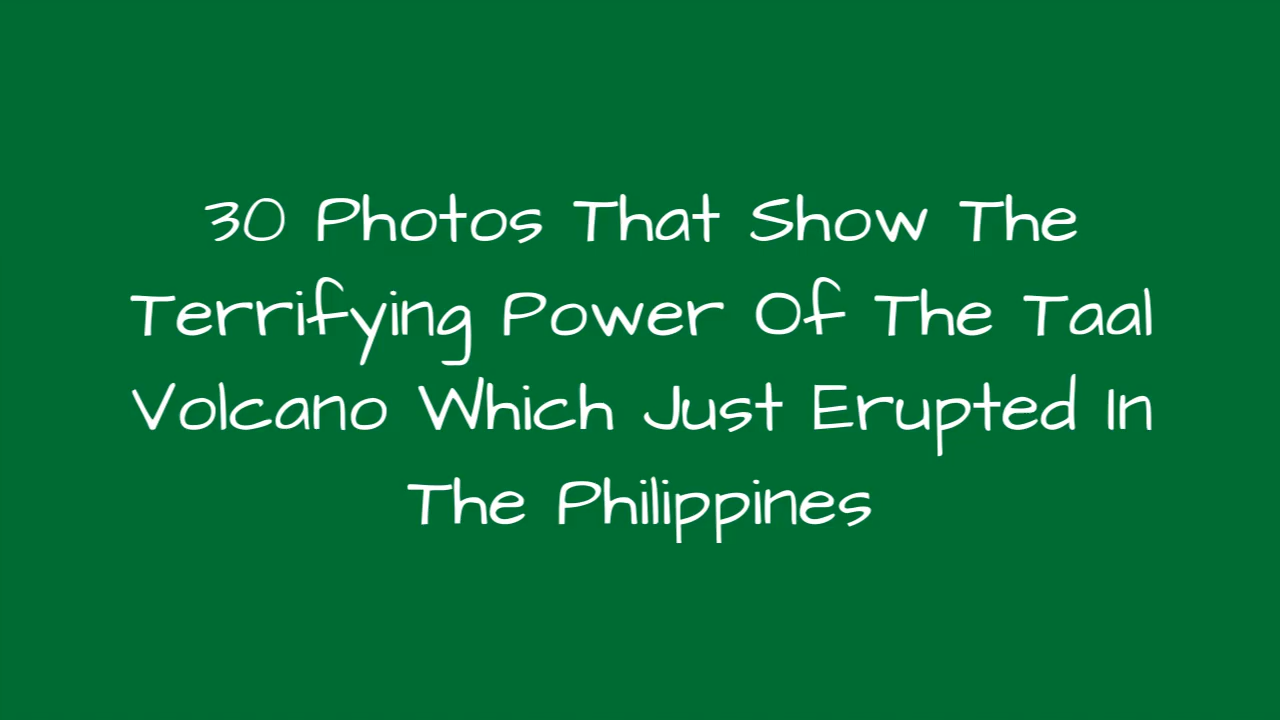 30 Photos That Show The
Terrifying Power Of The Taal
Volcano Which Just Erupted In
The Philippines